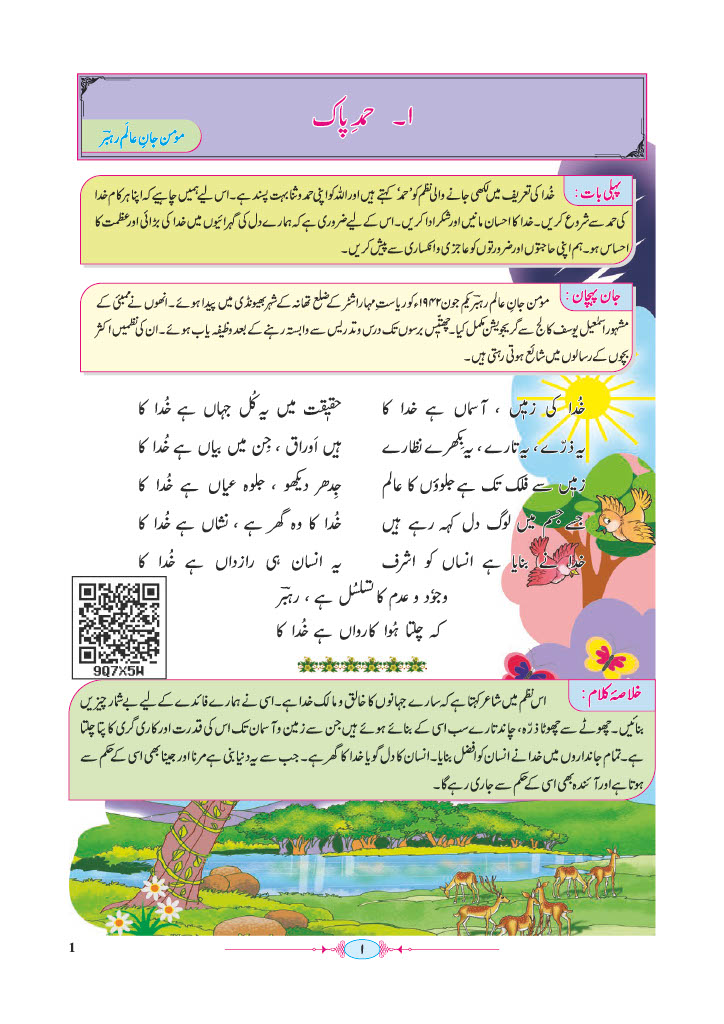 ۱۔ حمدِ پاک
مومن جانِ عالم رہبرؔ
پہلی بات : خدا کی تعریف میں لکھی جانے والی نظم کو ’حمد‘ کہتے ہیں اور اللہ کو اپنی حمد و ثنا بہت پسند ہے۔ اس لیے ہمیں چاہیے کہ اپنا ہر کام خدا
کی حمد سے شروع کریں۔ خدا کا احسان مانیں اور شکر ادا کریں۔ اس کے لیے ضروری ہے کہ ہمارے دل کی گہرائیوں میں خدا کی بڑائی اور عظمت کا
احساس ہو۔ ہم اپنی حاجتوں اور ضرورتوں کو عاجزی و انکساری سے پیش کریں۔
جان پہچان : مومن جانِ عالم رہبرؔ یکم جون ۱۹۴۲ء کو ریاستِ مہاراشٹر کے ضلع تھانہ کے شہر بھیونڈی میں پیدا ہوئے۔ انھوں نے ممبئی کے
مشہور اسمٰعیل یوسف کالج سے گریجویشن مکمل کیا۔ چھتّیس برسوں تک درس و تدریس سے وابستہ رہنے کے بعد وظیفہ یاب ہوئے۔ ان کی نظمیں اکثر
بچّوں کے رسالوں میں شائع ہوتی رہتی ہیں۔
خُدا کی زمیں ، آسماں ہے خدا کا حقیقت میں یہ کُل جہاں ہے خُدا کا
یہ ذرّے ، یہ تارے ، یہ بِکھرے نظارے ہیں اَوراق ، جِن میں بیاں ہے خُدا کا
زمیں سے فلک تک ہے جلوؤں کا عالم جِدھر دیکھو ، جلوہ عیاں ہے خُدا کا
جسے جسم میں لوگ دل کہہ رہے ہیں خُدا کا وہ گھر ہے ، نشاں ہے خُدا کا
خدا نے بنایا ہے انساں کو اشرف یہ انسان ہی رازداں ہے خُدا کا
وجوٗد و عدم کا تسلسُل ہے ، رہبرؔ
کہ چلتا ہُوا کارواں ہے خُدا کا
9Q7X5W
خلاصۂ کلام : اس نظم میں شاعر کہتا ہے کہ سارے جہانوں کا خالق و مالک خدا ہے۔ اسی نے ہمارے فائدے کے لیے بے شمار چیزیں
بنائیں۔ چھوٹے سے چھوٹا ذرّہ، چاند تارے سب اسی کے بنائے ہوئے ہیں جن سے زمین و آسمان تک اس کی قدرت اور کاری گری کا پتا چلتا
ہے۔ تمام جانداروں میں خدا نے انسان کو افضل بنایا۔ انسان کا دل گویا خدا کا گھر ہے۔ جب سے یہ دنیا بنی ہے مرنا اور جینا بھی اسی کے حکم سے
ہوتا ہے اور آئندہ بھی اسی کے حکم سے جاری رہے گا۔
1
۱